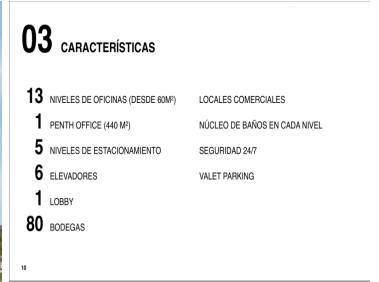 03 CARACTERÍSTICAS
13 NIVELES DE OFICINAS (DESDE 60M²)
1 PENTH OFFICE (440 M²)
5 NIVELES DE ESTACIONAMIENTO
6 ELEVADORES
1 LOBBY
80 BODEGAS
LOCALES COMERCIALES
NÚCLEO DE BAÑOS EN CADA NIVEL
SEGURIDAD 24/7
VALET PARKING
10